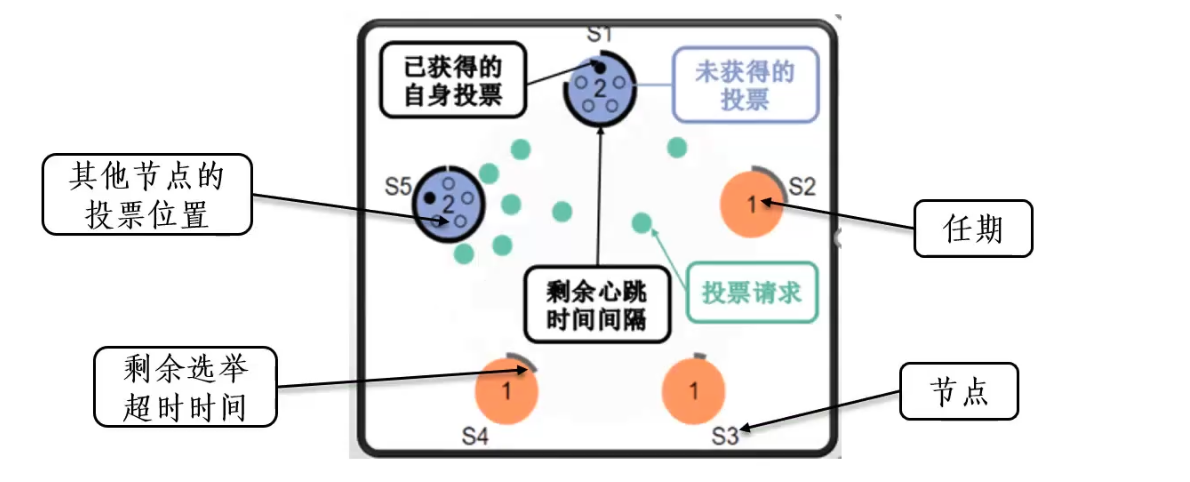 S1
已获得的
自身投票
2
未获得的
投票
其他节点的
投票位置
S5
2
1
S2
任期
剩余心跳
时间间隔
投票请求
剩余选举
超时时间
1
1
节点
S4
S3